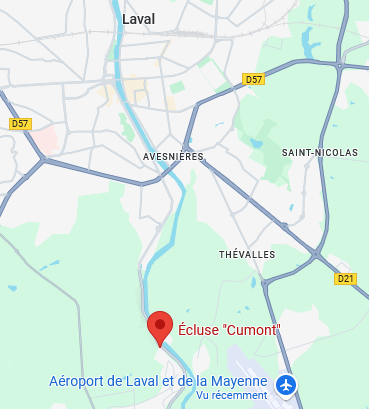 Laval
D57
D57
AVESNIÈRES
SAINT-NICOLAS
THÉVALLES
D21
Écluse "Cumont"
Aéroport de Laval et de la Mayenne
Vu récemment